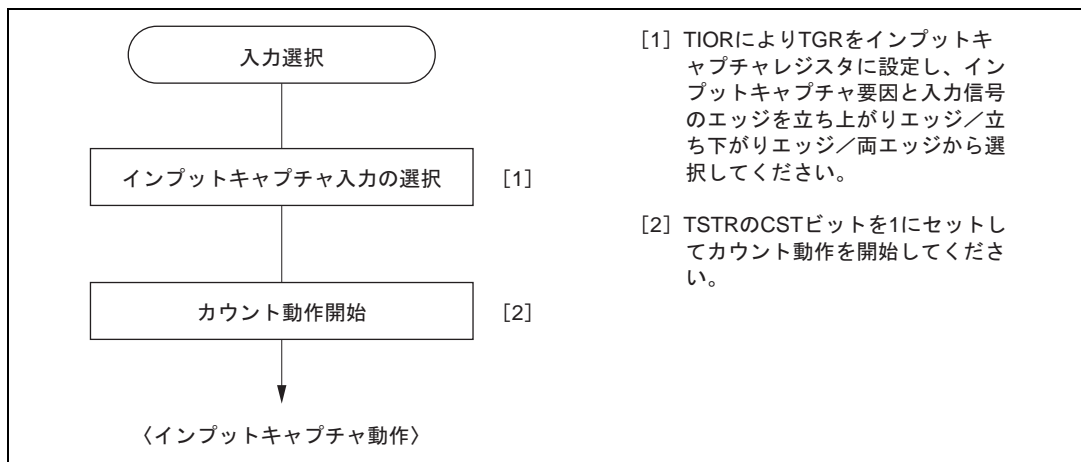 入力選択
インプットキャプチャ入力の選択 [1]
カウント動作開始 [2]
〈インプットキャプチャ動作〉
[1] TIORによりTGRをインプットキ
ャプチャレジスタに設定し、イン
プットキャプチャ要因と入力信号
のエッジを立ち上がりエッジ／立
ち下がりエッジ／両エッジから選
択してください。
[2] TSTRのCSTビットを1にセットし
てカウント動作を開始してくださ
い。